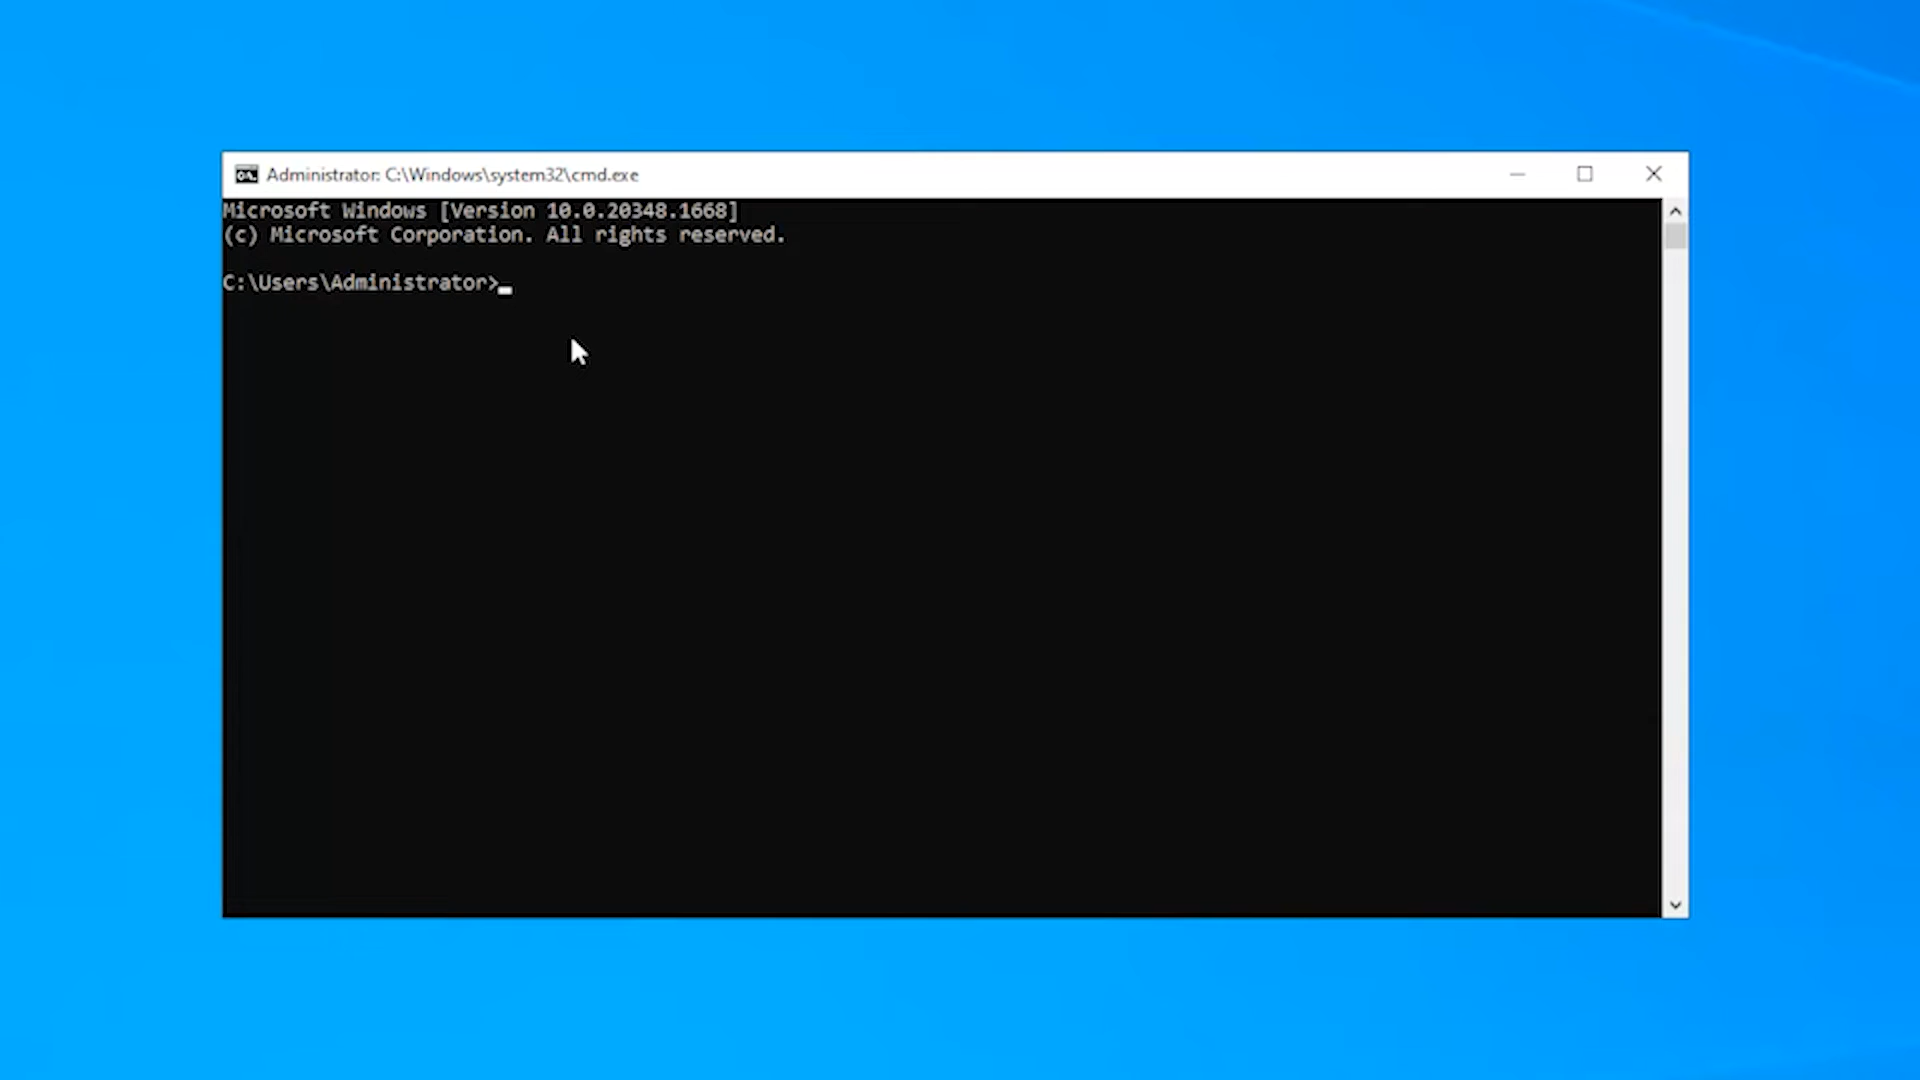 Administrator: C:\Windows\system32\cmd.exe
Microsoft Windows [Version 10.0.20348.1668]
(c) Microsoft Corporation. All rights reserved.
C:\Users\Administrator>